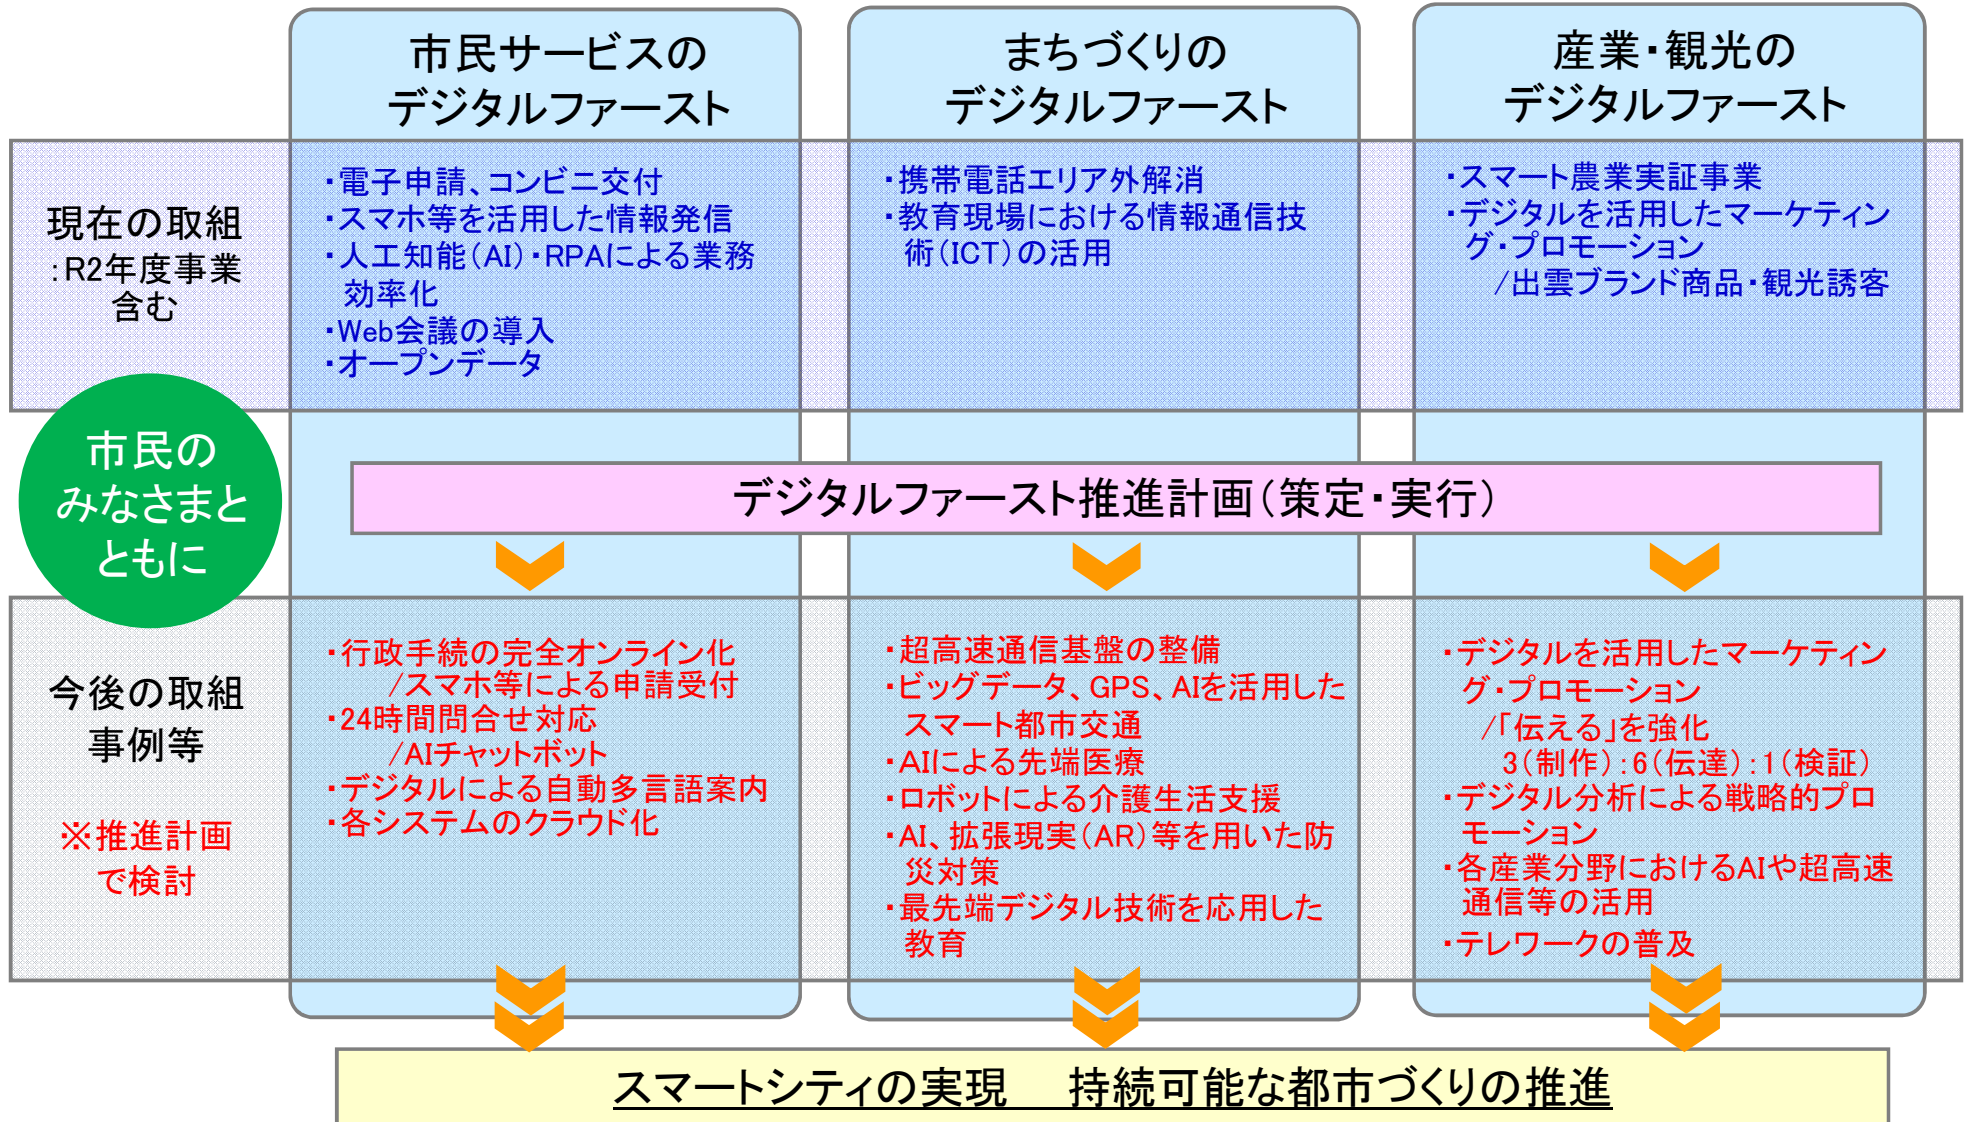 市民サービスの
デジタルファースト
まちづくりの
デジタルファースト
産業・観光の
デジタルファースト
現在の取組
:R2年度事業
含む
・電子申請、コンビニ交付
・スマホ等を活用した情報発信
・人工知能(AI)・RPAによる業務
効率化
・Web会議の導入
・オープンデータ
・携帯電話エリア外解消
・教育現場における情報通信技
術(ICT)の活用
・スマート農業実証事業
・デジタルを活用したマーケティン
グ・プロモーション
/出雲ブランド商品・観光誘客
市民の
みなさまと
ともに
デジタルファースト推進計画(策定・実行)
今後の取組
事例等
※推進計画
で検討
・行政手続の完全オンライン化
/スマホ等による申請受付
・24時間問合せ対応
/AIチャットボット
・デジタルによる自動多言語案内
・各システムのクラウド化
・超高速通信基盤の整備
・ビッグデータ、GPS、AIを活用した
スマート都市交通
・AIによる先端医療
・ロボットによる介護生活支援
・AI、拡張現実(AR)等を用いた防
災対策
・最先端デジタル技術を応用した
教育
・デジタルを活用したマーケティン
グ・プロモーション
/「伝える」を強化
3(制作):6(伝達):1(検証)
・デジタル分析による戦略的プロ
モーション
・各産業分野におけるAIや超高速
通信等の活用
・テレワークの普及
スマートシティの実現　持続可能な都市づくりの推進